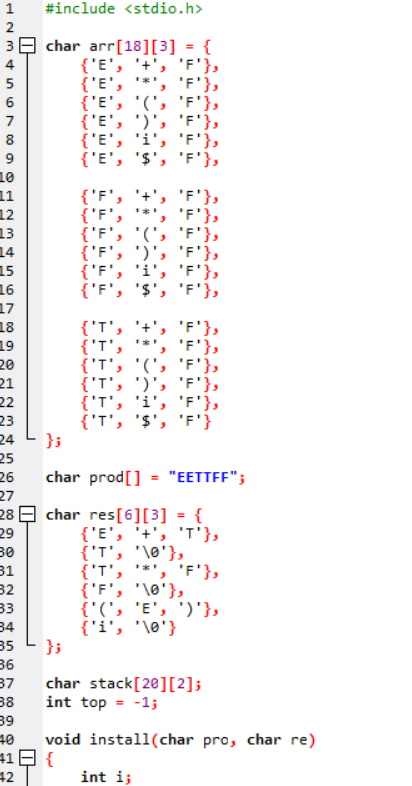 1 #include <stdio.h>
2
3 char arr[18][3] = {
4     {'E', '+', 'F'},
5     {'E', '*', 'F'},
6     {'E', '(', 'F'},
7     {'E', ')', 'F'},
8     {'E', 'i', 'F'},
9     {'E', '$', 'F'},
10
11     {'F', '+', 'F'},
12     {'F', '*', 'F'},
13     {'F', '(', 'F'},
14     {'F', ')', 'F'},
15     {'F', 'i', 'F'},
16     {'F', '$', 'F'},
17
18     {'T', '+', 'F'},
19     {'T', '*', 'F'},
20     {'T', '(', 'F'},
21     {'T', ')', 'F'},
22     {'T', 'i', 'F'},
23     {'T', '$', 'F'}
24 };
25
26 char prod[] = "EETTFF";
27
28 char res[6][3] = {
29     {'E', '+', 'T'},
30     {'T', '\0'},
31     {'T', '*', 'F'},
32     {'F', '\0'},
33     {'(', 'E', ')'},
34     {'i', '\0'}
35 };
36
37 char stack[20][2];
38 int top = -1;
39
40 void install(char pro, char re)
41 {
42     int i;